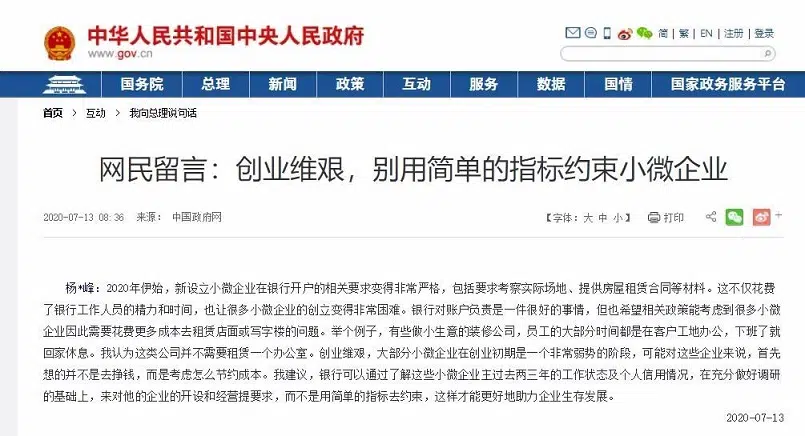 中华人民共和国中央人民政府
www.gov.cn
简 | 繁 | EN | 注册 | 登录
国务院 总理 新闻 政策 互动 服务 数据 国情 国家政务服务平台
首页 > 互动 > 我向总理说句话
网民留言：创业维艰，别用简单的指标约束小微企业
2020-07-13 08:36 来源： 中国政府网
【字体：大 中 小】 打印
杨*峰：2020年伊始，新设立小微企业在银行开户的相关要求变得非常严格，包括要求考察实际场地、提供房屋租赁合同等材料。这不仅花费
了银行工作人员的精力和时间，也让很多小微企业的创立变得非常困难。银行对账户负责是一件很好的事情，但也希望相关政策能考虑到很多小微
企业因此需要花费更多成本去租赁店面或写字楼的问题。举个例子，有些做小生意的装修公司，员工的大部分时间都是在客户工地办公，下班了就
回家休息。我认为这类公司并不需要租赁一个办公室。创业维艰，大部分小微企业在创业初期是一个非常弱势的阶段，可能对这些企业来说，首先
想的并不是去挣钱，而是考虑怎么节约成本。我建议，银行可以通过了解这些小微企业主过去两三年的工作状态及个人信用情况，在充分做好调研
的基础上，来对他的企业的开设和经营提要求，而不是用简单的指标去约束，这样才能更好地助力企业生存发展。
2020-07-13